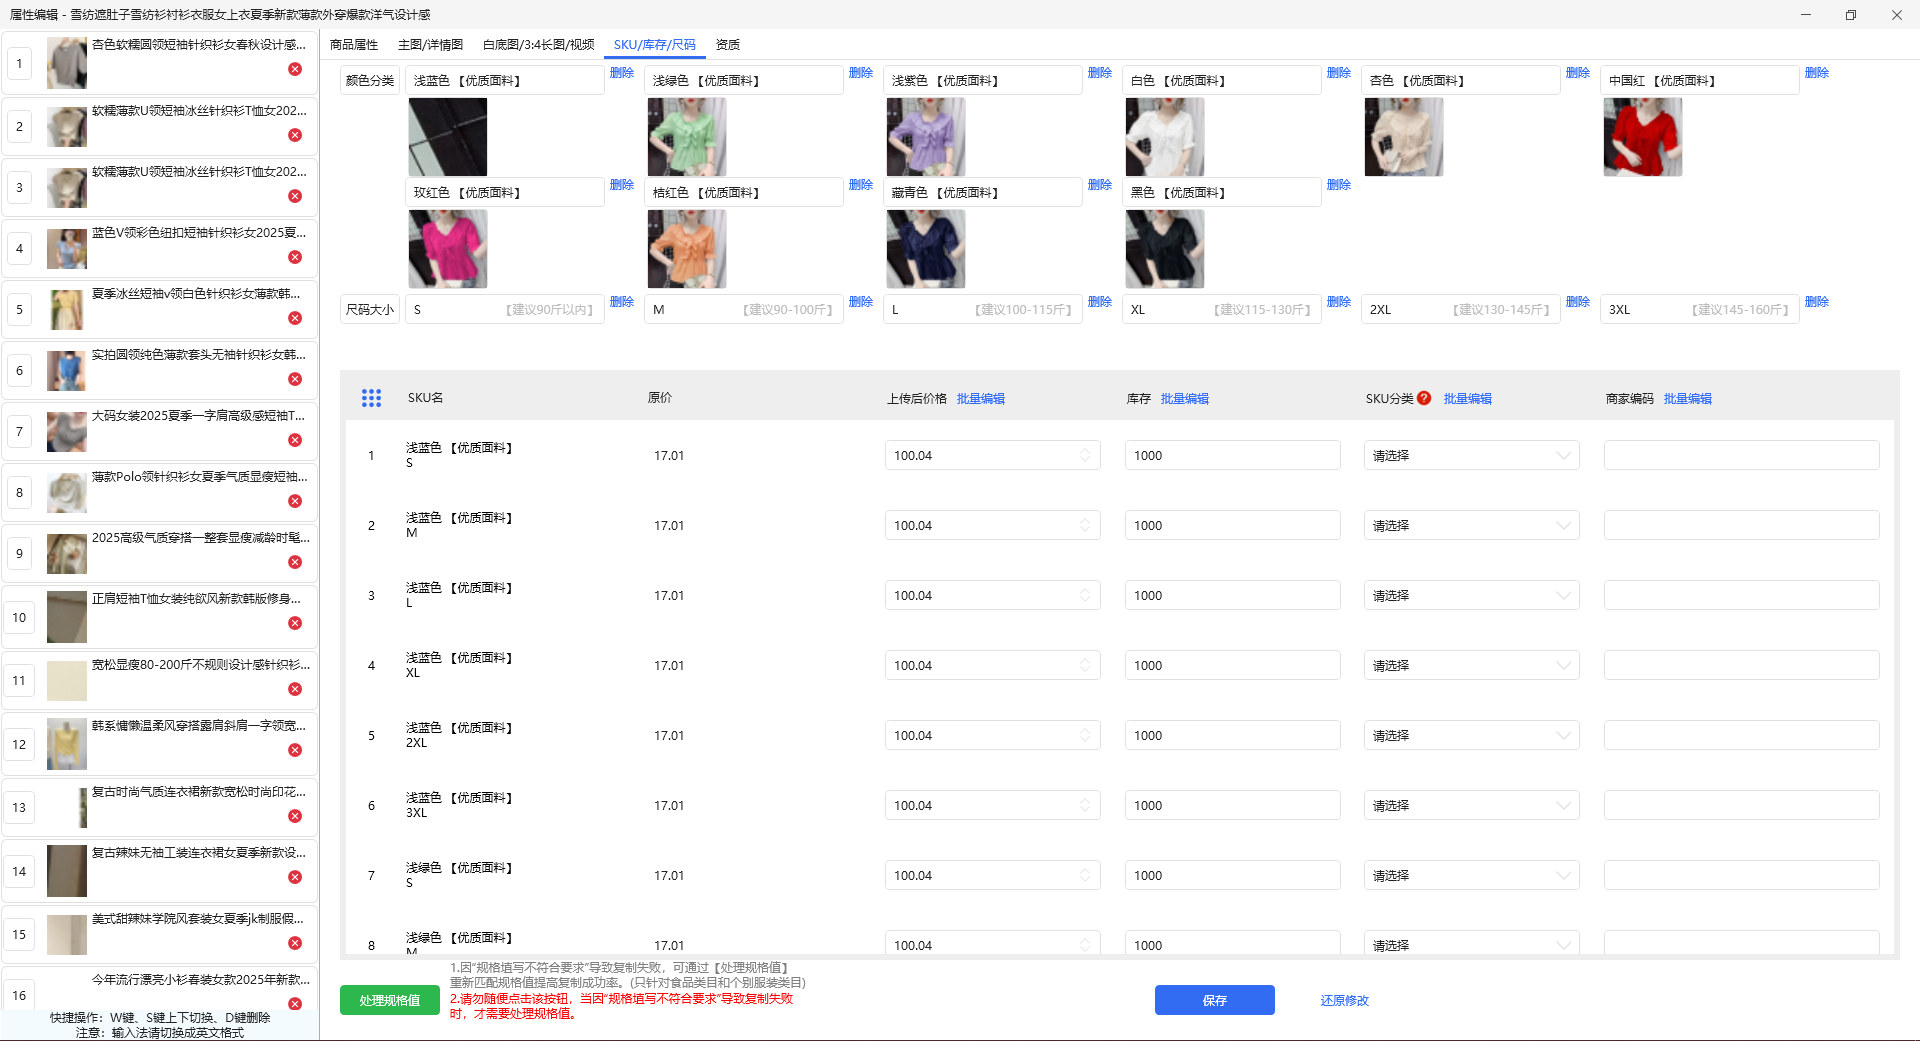 属性编辑 - 雪纺遮肚子雪纺衫衬衫衣服女上衣夏季新款薄款外穿爆款洋气设计感
1
杏色软糯圆领短袖针织衫女春秋设计感...
2
软糯薄款U领短袖冰丝针织衫T恤女202...
3
软糯薄款U领短袖冰丝针织衫T恤女202...
4
蓝色V领彩色纽扣短袖针织衫女2025夏...
5
夏季冰丝短袖v领白色针织衫女薄款韩...
6
实拍圆领纯色薄款套头无袖针织衫女韩...
7
大码女装2025夏季一字肩高级感短袖T...
8
薄款Polo领针织衫女夏季气质显瘦短袖...
9
2025高级气质穿搭一整套显瘦减龄时髦...
10
正肩短袖T恤女装纯欲风新款韩版修身...
11
宽松显瘦80-200斤不规则设计感针织衫...
12
韩系慵懒温柔风穿搭露肩斜肩一字领宽...
13
复古时尚气质连衣裙新款宽松时尚印花...
14
复古辣妹无袖工装连衣裙女夏季新款设...
15
美式甜辣妹学院风套装女夏季jk制服假...
16
今年流行漂亮小衫春装女款2025年新款...
快捷操作：W键、S键上下切换、D键删除
注意：输入法请切换成英文格式
商品属性 主图/详情图 白底图/3:4长图/视频 SKU/库存/尺码 资质
颜色分类 浅蓝色 【优质面料】 删除 浅绿色 【优质面料】 删除 浅紫色 【优质面料】 删除 白色 【优质面料】 删除 杏色 【优质面料】 删除 中国红 【优质面料】 删除
玫红色 【优质面料】 删除 桔红色 【优质面料】 删除 藏青色 【优质面料】 删除 黑色 【优质面料】 删除
尺码大小 S 【建议90斤以内】 删除 M 【建议90-100斤】 删除 L 【建议100-115斤】 删除 XL 【建议115-130斤】 删除 2XL 【建议130-145斤】 删除 3XL 【建议145-160斤】 删除
SKU名 原价 上传后价格 批量编辑 库存 批量编辑 SKU分类 ? 批量编辑 商家编码 批量编辑
1 浅蓝色 【优质面料】 S 17.01 100.04 1000 请选择
2 浅蓝色 【优质面料】 M 17.01 100.04 1000 请选择
3 浅蓝色 【优质面料】 L 17.01 100.04 1000 请选择
4 浅蓝色 【优质面料】 XL 17.01 100.04 1000 请选择
5 浅蓝色 【优质面料】 2XL 17.01 100.04 1000 请选择
6 浅蓝色 【优质面料】 3XL 17.01 100.04 1000 请选择
7 浅绿色 【优质面料】 S 17.01 100.04 1000 请选择
8 浅绿色 【优质面料】 M 17.01 100.04 1000 请选择
处理规格值
1.因“规格填写不符合要求”导致复制失败，可通过【处理规格值】
重新匹配规格值提高复制成功率。(只针对食品类目和个别服装类目)
2.请勿随便点击该按钮，当因“规格填写不符合要求”导致复制失败
时，才需要处理规格值。
保存 还原修改